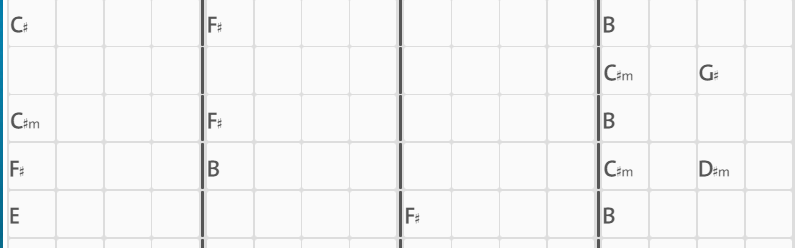 C♯ F♯ B
C♯m G♯
C♯m F♯ B
F♯ B C♯m D♯m
E F♯ B